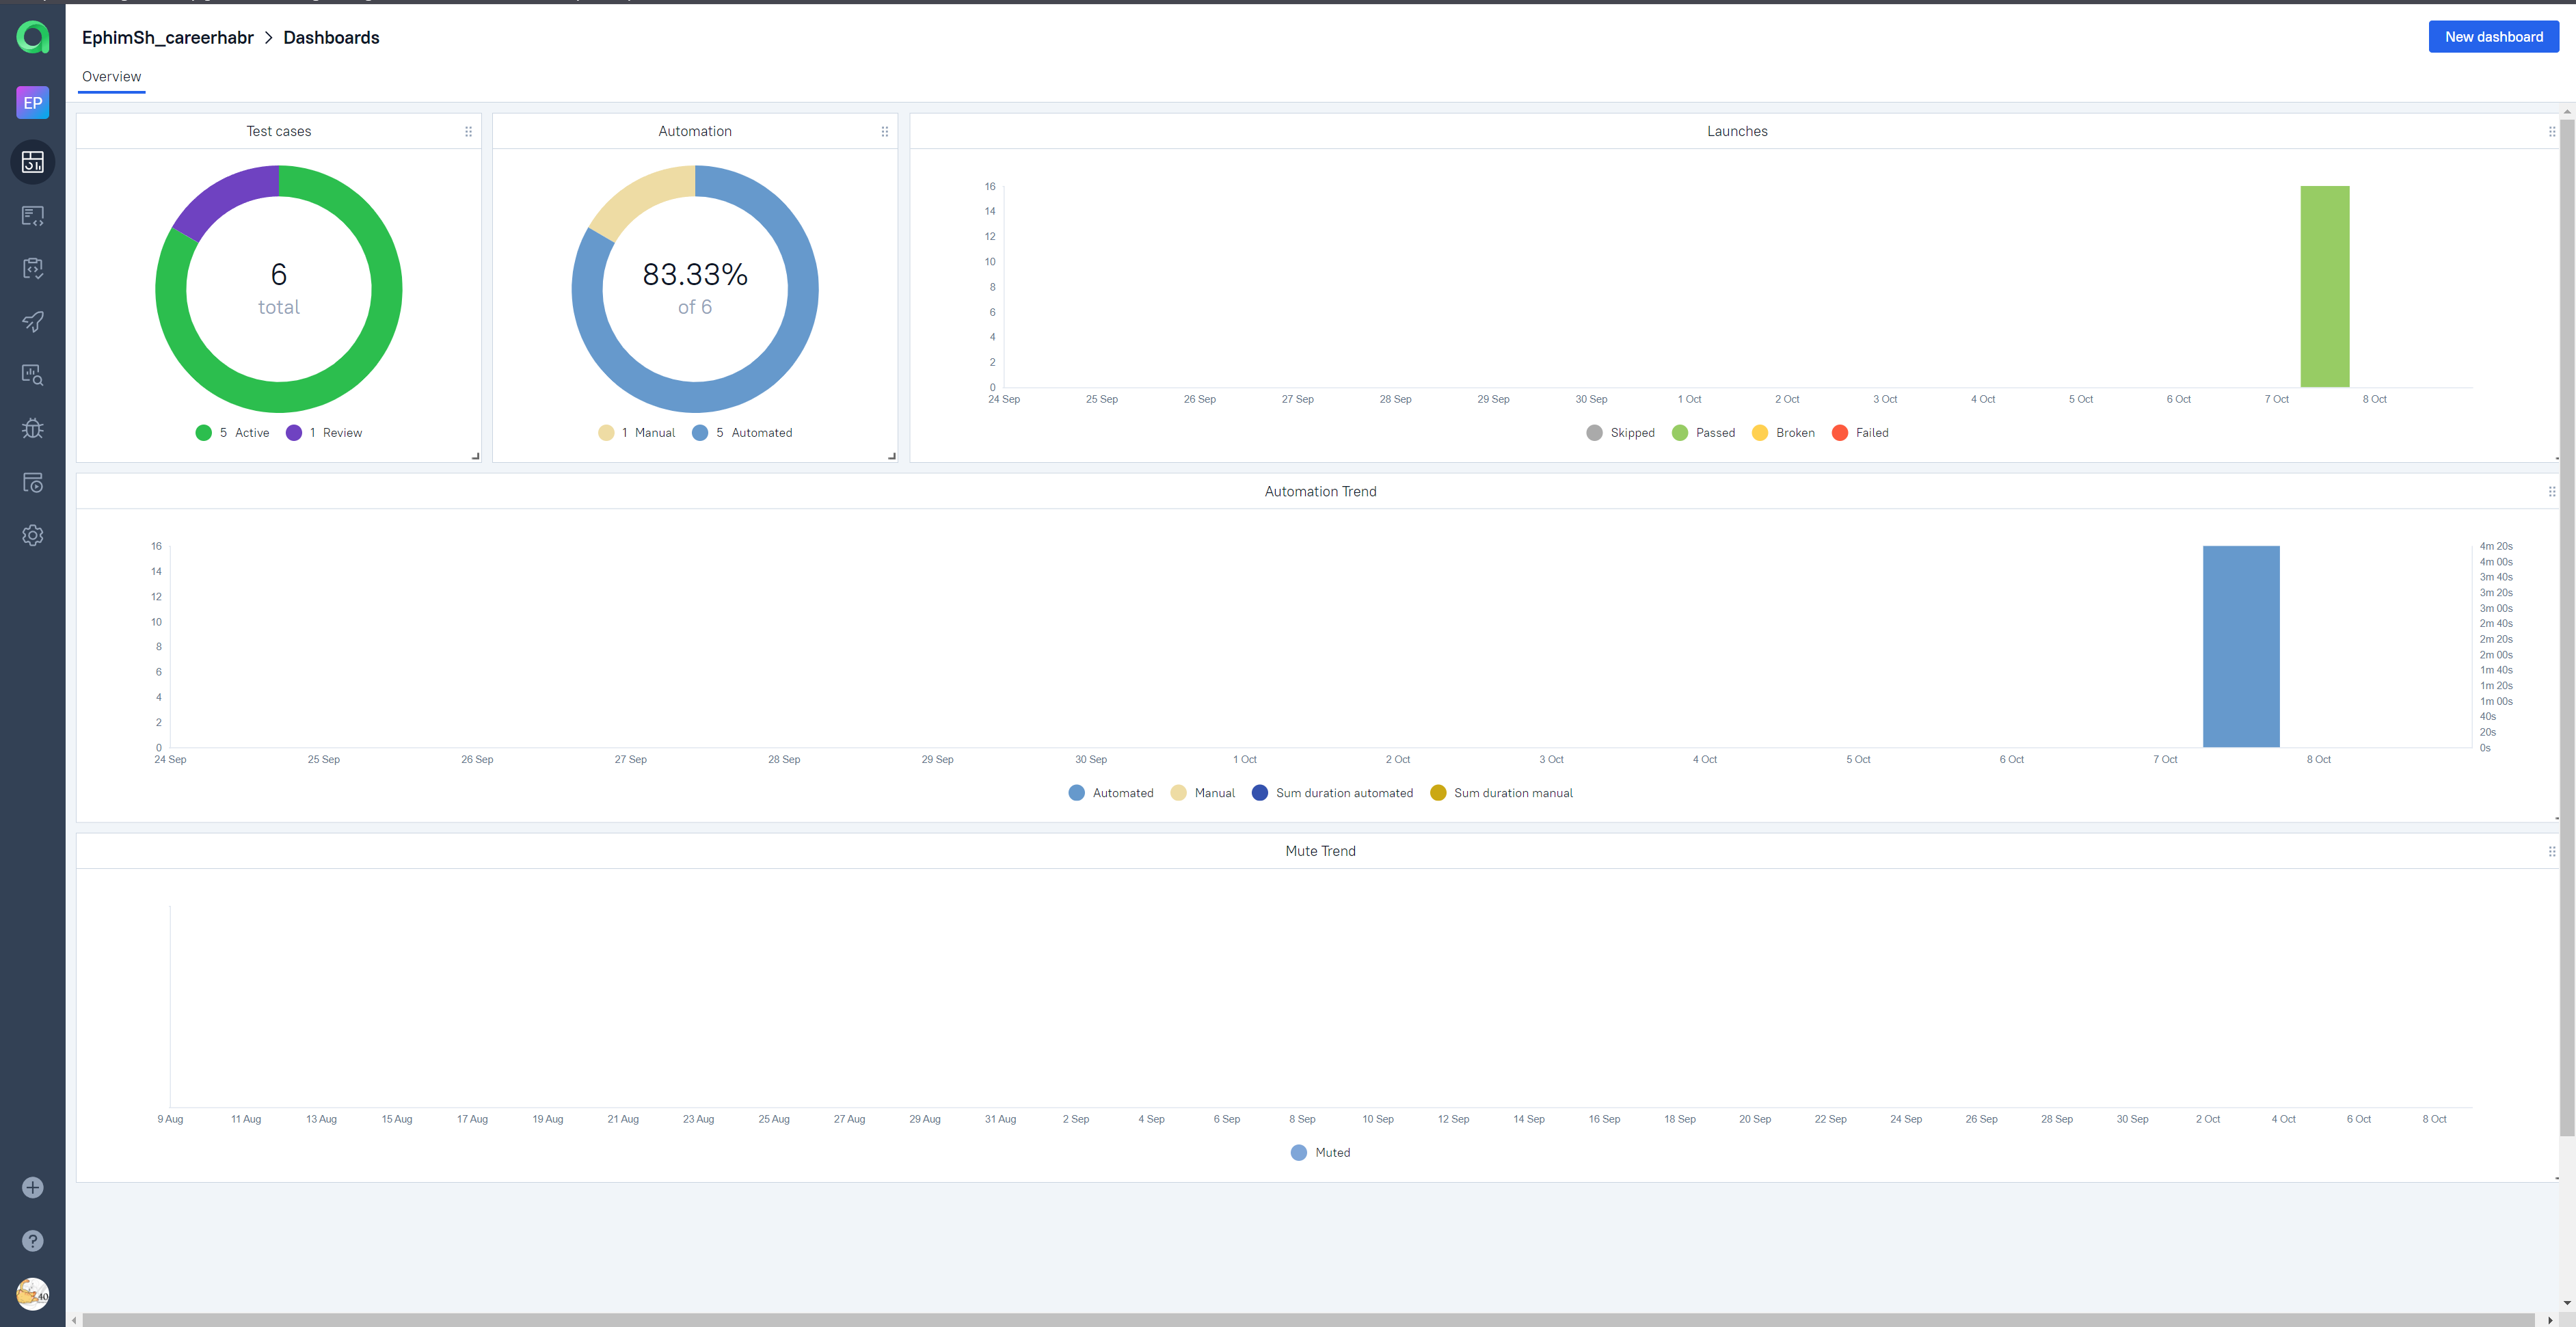 EphimSh_careerhabr > Dashboards
New dashboard
EP
Overview
Test cases
6
total
5 Active 1 Review
Automation
83.33%
of 6
1 Manual 5 Automated
Launches
16
14
12
10
8
6
4
2
0
24 Sep 25 Sep 26 Sep 27 Sep 28 Sep 29 Sep 30 Sep 1 Oct 2 Oct 3 Oct 4 Oct 5 Oct 6 Oct 7 Oct 8 Oct
Skipped Passed Broken Failed
Automation Trend
16
14
12
10
8
6
4
2
0
4m 20s
4m 00s
3m 40s
3m 20s
3m 00s
2m 40s
2m 20s
2m 00s
1m 40s
1m 20s
1m 00s
40s
20s
0s
24 Sep 25 Sep 26 Sep 27 Sep 28 Sep 29 Sep 30 Sep 1 Oct 2 Oct 3 Oct 4 Oct 5 Oct 6 Oct 7 Oct 8 Oct
Automated Manual Sum duration automated Sum duration manual
Mute Trend
9 Aug 11 Aug 13 Aug 15 Aug 17 Aug 19 Aug 21 Aug 23 Aug 25 Aug 27 Aug 29 Aug 31 Aug 2 Sep 4 Sep 6 Sep 8 Sep 10 Sep 12 Sep 14 Sep 16 Sep 18 Sep 20 Sep 22 Sep 24 Sep 26 Sep 28 Sep 30 Sep 2 Oct 4 Oct 6 Oct 8 Oct
Muted
40